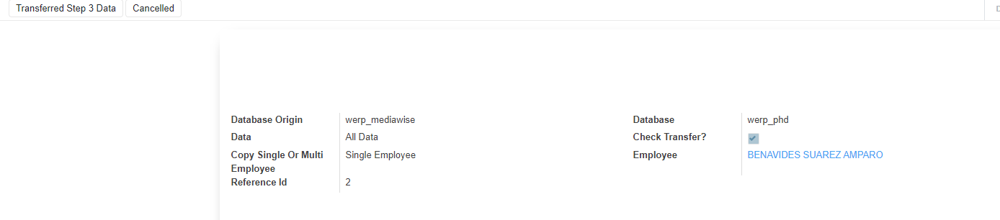 Transferred Step 3 Data Cancelled
Database Origin werp_mediawise Database werp_phd
Data All Data Check Transfer?
Copy Single Or Multi Single Employee Employee BENAVIDES SUAREZ AMPARO
Employee
Reference Id 2